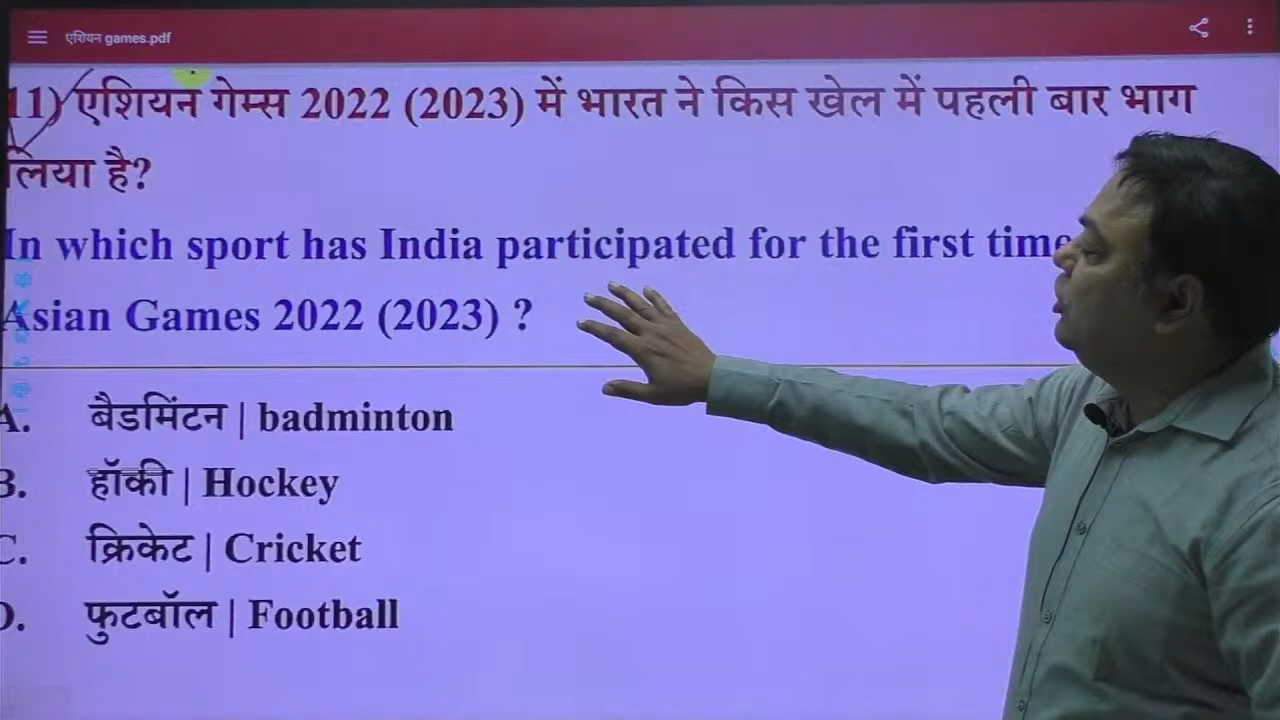 एशियन games.pdf
11) एशियन गेम्स 2022 (2023) में भारत ने किस खेल में पहली बार भाग
लिया है?
In which sport has India participated for the first time
Asian Games 2022 (2023) ?
A. बैडमिंटन | badminton
B. हॉकी | Hockey
C. क्रिकेट | Cricket
D. फुटबॉल | Football